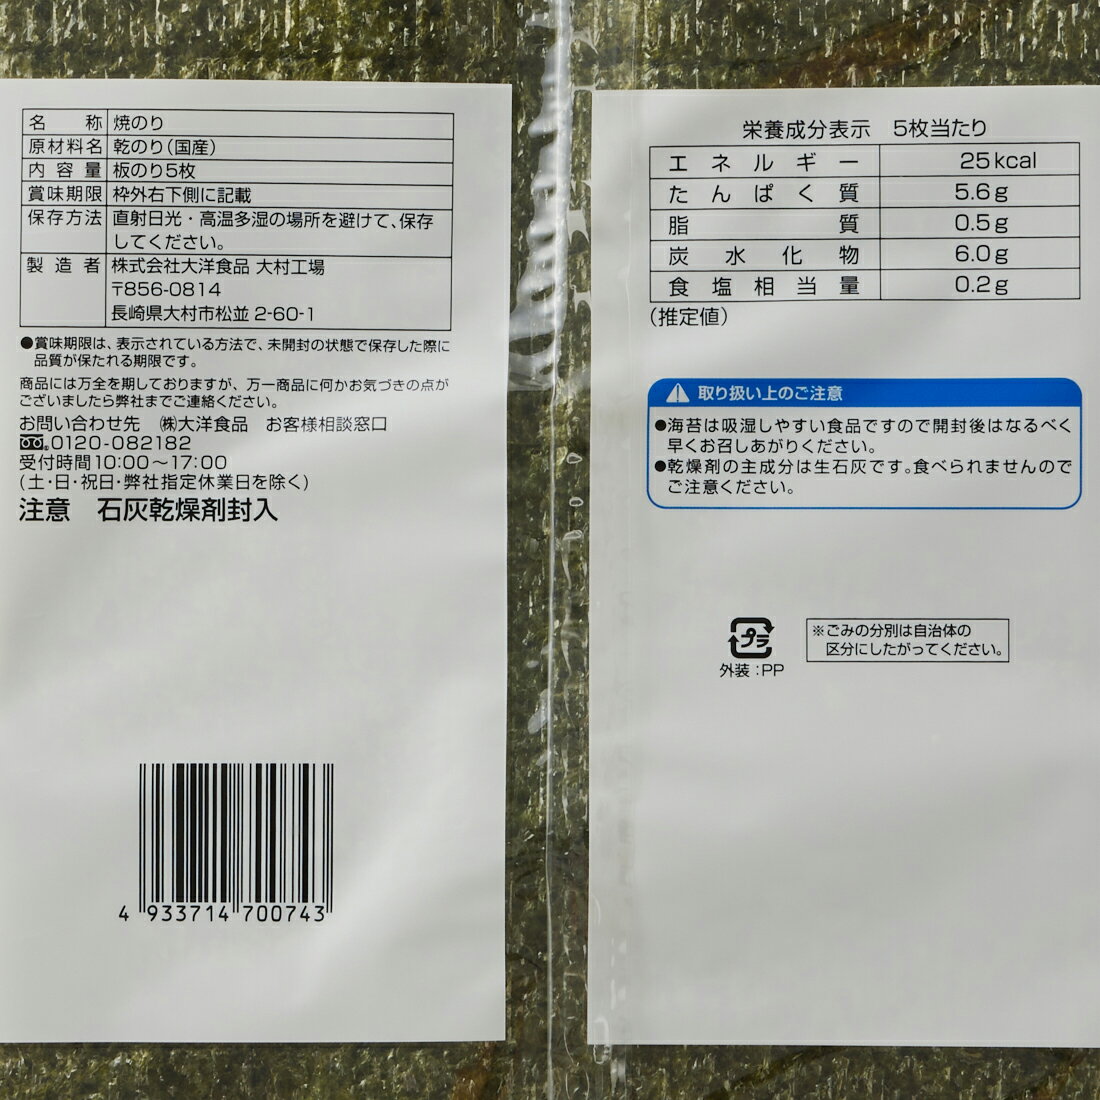 名称 焼のり
原材料名 乾のり(国産)
内容量 板のり5枚
賞味期限 枠外右下側に記載
保存方法 直射日光・高温多湿の場所を避けて、保存
してください。
製造者 株式会社大洋食品 大村工場
〒856-0814
長崎県大村市松並 2-60-1
●賞味期限は、表示されている方法で、未開封の状態で保存した際に
品質が保たれる期限です。
商品には万全を期しておりますが、万一商品に何かお気づきの点が
ございましたら弊社までご連絡ください。
お問い合わせ先 ㈱大洋食品 お客様相談窓口
0120-082182
受付時間10:00〜17:00
(土・日・祝日・弊社指定休業日を除く)
注意 石灰乾燥剤封入
4 933714 700743
栄養成分表示 5枚当たり
エネルギー 25kcal
たんぱく質 5.6g
脂質 0.5g
炭水化物 6.0g
食塩相当量 0.2g
(推定値)
取り扱い上のご注意
●海苔は吸湿しやすい食品ですので開封後はなるべく
早くお召しあがりください。
●乾燥剤の主成分は生石灰です。食べられませんので
ご注意ください。
プラ
外装:PP
※ごみの分別は自治体の
区分にしたがってください。